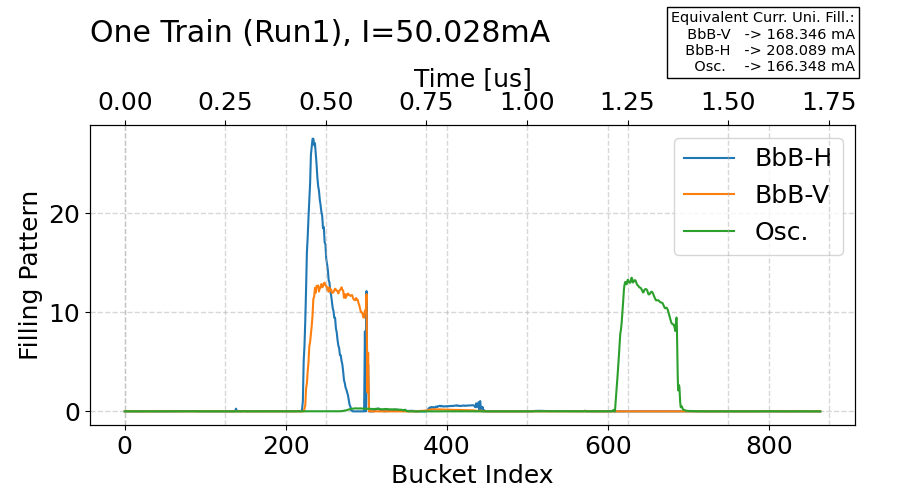 One Train (Run1), I=50.028mA
Equivalent Curr. Uni. Fill.:
BbB-V -> 168.346 mA
BbB-H -> 208.089 mA
Osc. -> 166.348 mA
Time [us]
0.00 0.25 0.50 0.75 1.00 1.25 1.50 1.75
BbB-H
BbB-V
Osc.
Filling Pattern
20
10
0
0 200 400 600 800
Bucket Index